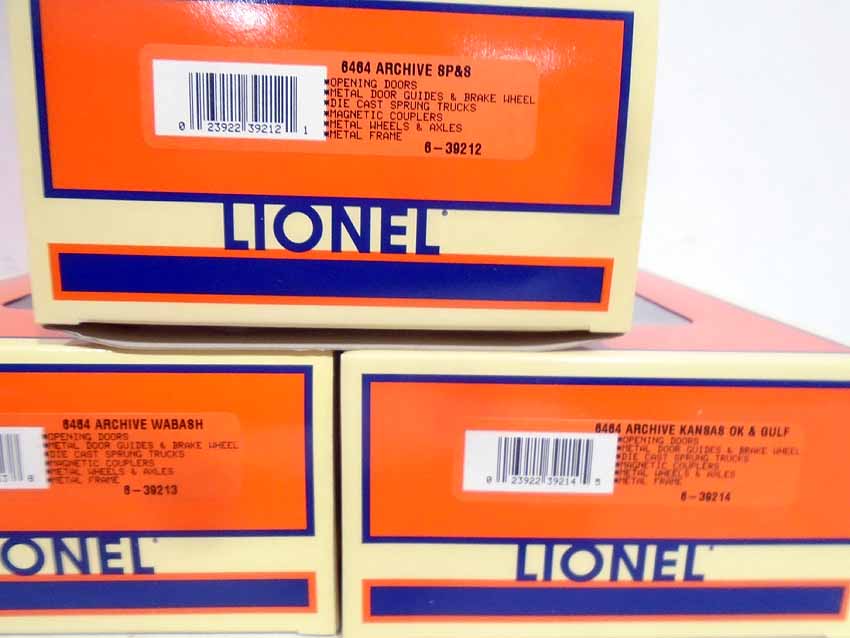 6464 ARCHIVE SP&S
*OPENING DOORS
*METAL DOOR GUIDES & BRAKE WHEEL
*DIE CAST SPRUNG TRUCKS
*MAGNETIC COUPLERS
*METAL WHEELS & AXLES
*METAL FRAME
0 23922 39212 1
6-39212
LIONEL
6464 ARCHIVE WABASH
*OPENING DOORS
*METAL DOOR GUIDES & BRAKE WHEEL
*DIE CAST SPRUNG TRUCKS
*MAGNETIC COUPLERS
*METAL WHEELS & AXLES
*METAL FRAME
3 8
6-39213
ONEL
6464 ARCHIVE KANSAS OK & GULF
*OPENING DOORS
*METAL DOOR GUIDES & BRAKE WHEEL
*DIE CAST SPRUNG TRUCKS
*MAGNETIC COUPLERS
*METAL WHEELS & AXLES
*METAL FRAME
0 23922 39214 5
6-39214
LIONEL